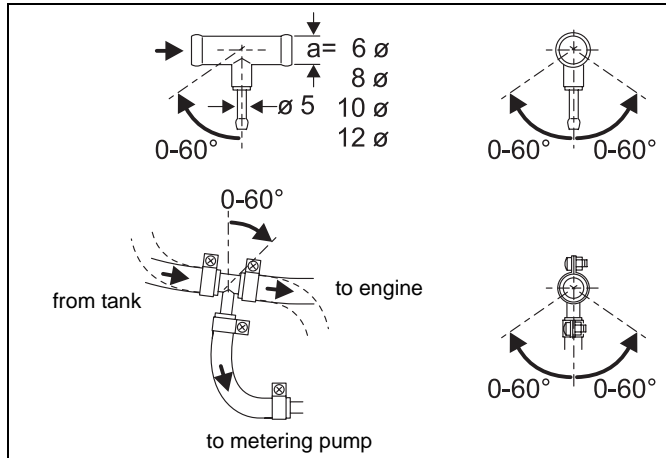 a= 6 ø
8 ø
10 ø
12 ø
ø 5
0-60°
0-60° 0-60°
0-60°
from tank
to engine
0-60° 0-60°
to metering pump